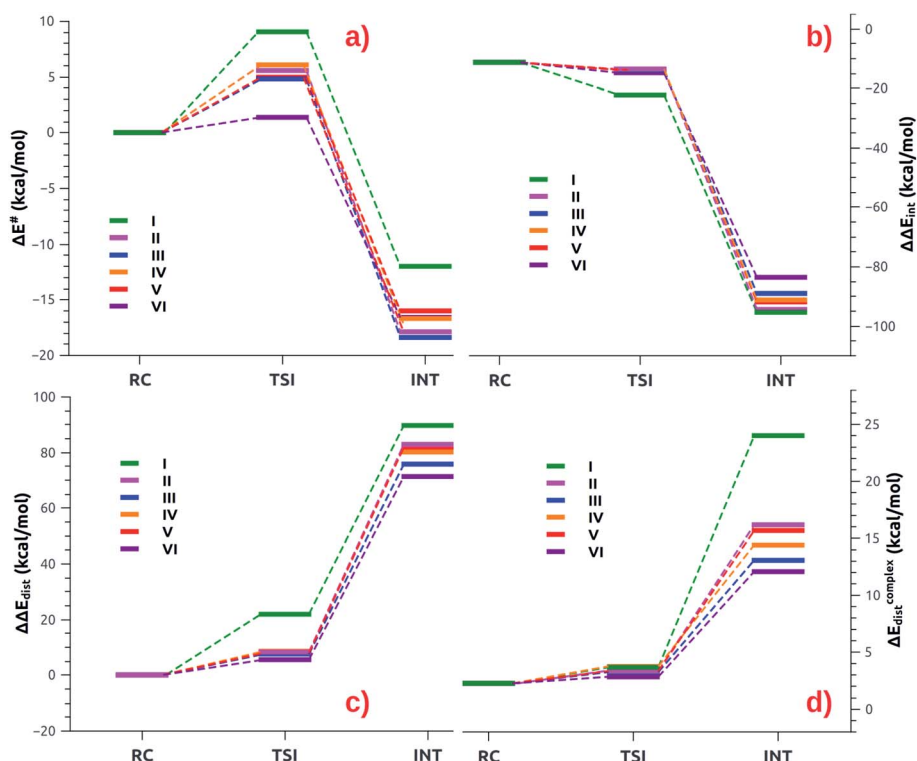 a)
10
5
0
−5
−10
−15
−20
ΔE# (kcal/mol)
I
II
III
IV
V
VI
RC TSI INT
b)
0
−20
−40
−60
−80
−100
ΔΔEint (kcal/mol)
I
II
III
IV
V
VI
RC TSI INT
c)
100
80
60
40
20
0
−20
ΔΔEdist (kcal/mol)
I
II
III
IV
V
VI
RC TSI INT
d)
25
20
15
10
5
0
ΔEdist complex (kcal/mol)
I
II
III
IV
V
VI
RC TSI INT